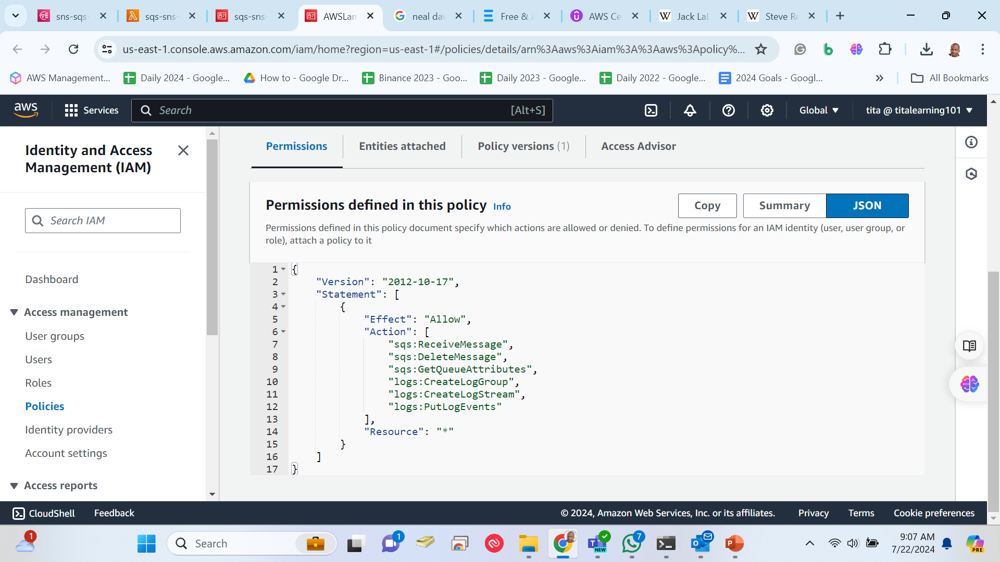 sns-sqs-
sqs-sns-
sqs-sns-
AWSLam
neal dav
Free & A
AWS Ce
Jack LaL
Steve Re
us-east-1.console.aws.amazon.com/iam/home?region=us-east-1#/policies/details/arn%3Aaws%3Aiam%3A%3Aaws%3Apolicy%...
AWS Management...
Daily 2024 - Google...
How to - Google Dr...
Binance 2023 - Goo...
Daily 2023 - Google...
Daily 2022 - Google...
2024 Goals - Googl...
All Bookmarks
aws
Services
Search
[Alt+S]
Global
tita @ titalearning101
Identity and Access
Management (IAM)
Search IAM
Dashboard
Access management
User groups
Users
Roles
Policies
Identity providers
Account settings
Access reports
Permissions
Entities attached
Policy versions (1)
Access Advisor
Permissions defined in this policy Info
Copy
Summary
JSON
Permissions defined in this policy document specify which actions are allowed or denied. To define permissions for an IAM identity (user, user group, or
role), attach a policy to it
1 {
2 "Version": "2012-10-17",
3 "Statement": [
4 {
5 "Effect": "Allow",
6 "Action": [
7 "sqs:ReceiveMessage",
8 "sqs:DeleteMessage",
9 "sqs:GetQueueAttributes",
10 "logs:CreateLogGroup",
11 "logs:CreateLogStream",
12 "logs:PutLogEvents"
13 ],
14 "Resource": "*"
15 }
16 ]
17 }
CloudShell
Feedback
© 2024, Amazon Web Services, Inc. or its affiliates.
Privacy
Terms
Cookie preferences
1
Search
1
NEW
7
9:07 AM
7/22/2024
PRE